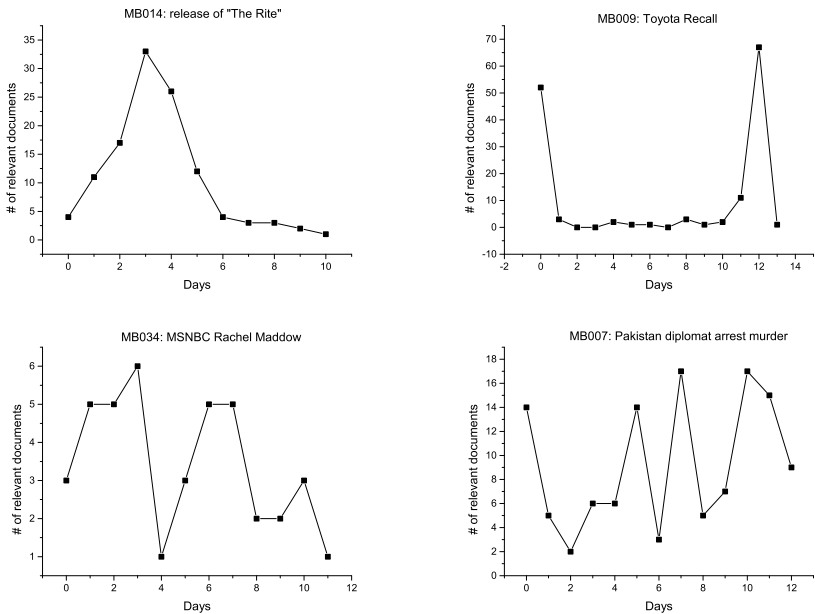 MB014: release of "The Rite"
35
30
25
20
15
10
5
0
# of relevant documents
0 2 4 6 8 10
Days
MB009: Toyota Recall
70
60
50
40
30
20
10
0
-10
# of relevant documents
-2 0 2 4 6 8 10 12 14
Days
MB034: MSNBC Rachel Maddow
6
5
4
3
2
1
# of relevant documents
0 2 4 6 8 10 12
Days
MB007: Pakistan diplomat arrest murder
18
16
14
12
10
8
6
4
2
0
# of relevant documents
0 2 4 6 8 10 12
Days